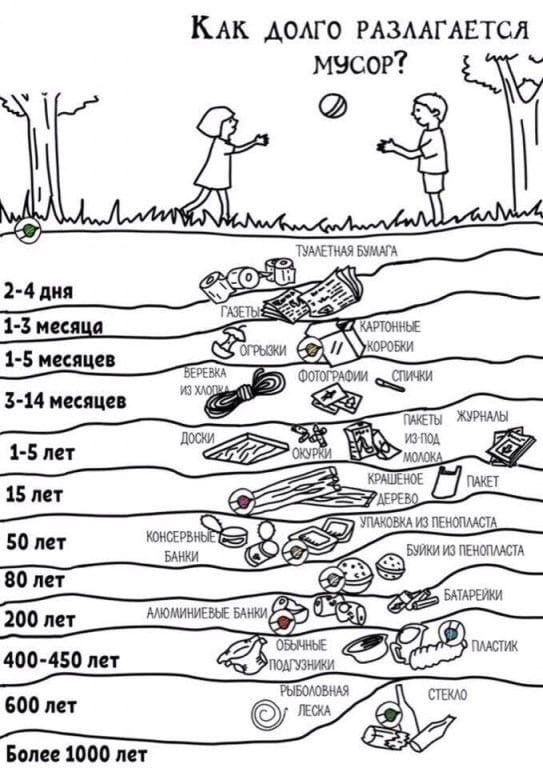 Как долго разлагается
мусор?
ТУАЛЕТНАЯ БУМАГА
2-4 дня
ГАЗЕТЫ
1-3 месяца
КАРТОННЫЕ
КОРОБКИ
ОГРЫЗКИ
1-5 месяцев
ВЕРЕВКА
ИЗ ХЛОПКА
ФОТОГРАФИИ
СПИЧКИ
3-14 месяцев
ПАКЕТЫ
ИЗ-ПОД
МОЛОКА
ЖУРНАЛЫ
ДОСКИ
ОКУРКИ
1-5 лет
КРАШЕНОЕ
ДЕРЕВО
ПАКЕТ
15 лет
УПАКОВКА ИЗ ПЕНОПЛАСТА
КОНСЕРВНЫЕ
БАНКИ
50 лет
БУЙКИ ИЗ ПЕНОПЛАСТА
80 лет
БАТАРЕЙКИ
АЛЮМИНИЕВЫЕ БАНКИ
200 лет
ОБЫЧНЫЕ
ПОДГУЗНИКИ
ПЛАСТИК
400-450 лет
РЫБОЛОВНАЯ
ЛЕСКА
СТЕКЛО
600 лет
Более 1000 лет